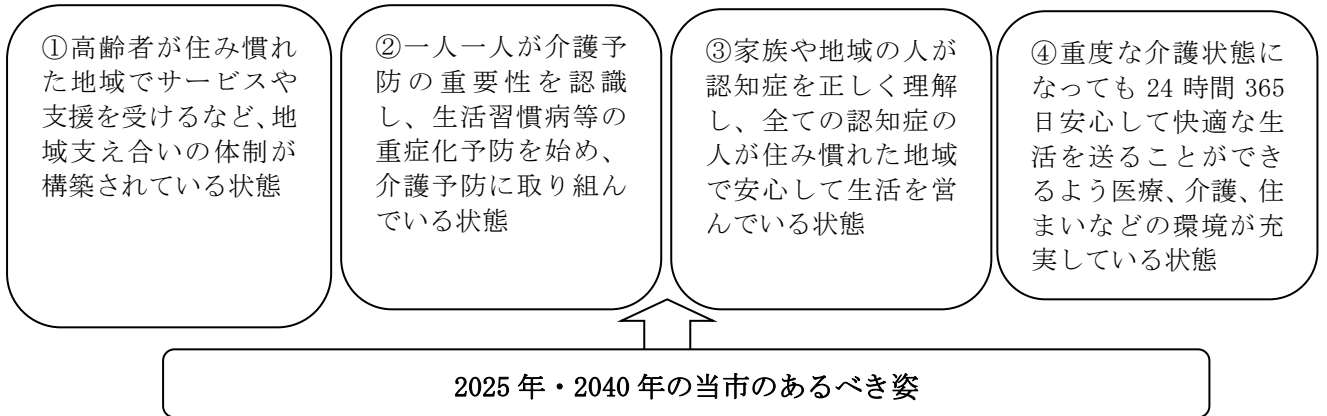 ①高齢者が住み慣れ
た地域でサービスや
支援を受けるなど、地
域支え合いの体制が
構築されている状態
②一人一人が介護予
防の重要性を認識
し、生活習慣病等の
重症化予防を始め、
介護予防に取り組ん
でいる状態
③家族や地域の人が
認知症を正しく理解
し、全ての認知症の
人が住み慣れた地域
で安心して生活を営
んでいる状態
④重度な介護状態に
なっても 24 時間 365
日安心して快適な生
活を送ることができ
るよう医療、介護、住
まいなどの環境が充
実している状態
2025 年・2040 年の当市のあるべき姿